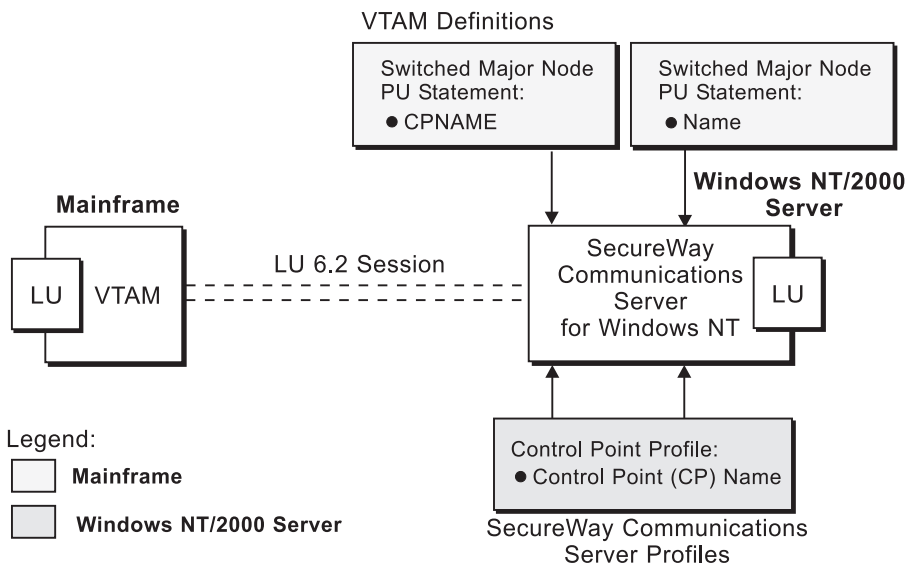 VTAM Definitions
Switched Major Node
PU Statement:
● CPNAME
Switched Major Node
PU Statement:
● Name
Windows NT/2000
Server
Mainframe
LU
VTAM
LU 6.2 Session
SecureWay
Communications
Server
for Windows NT
LU
Legend:
Mainframe
Windows NT/2000 Server
Control Point Profile:
● Control Point (CP) Name
SecureWay Communications
Server Profiles